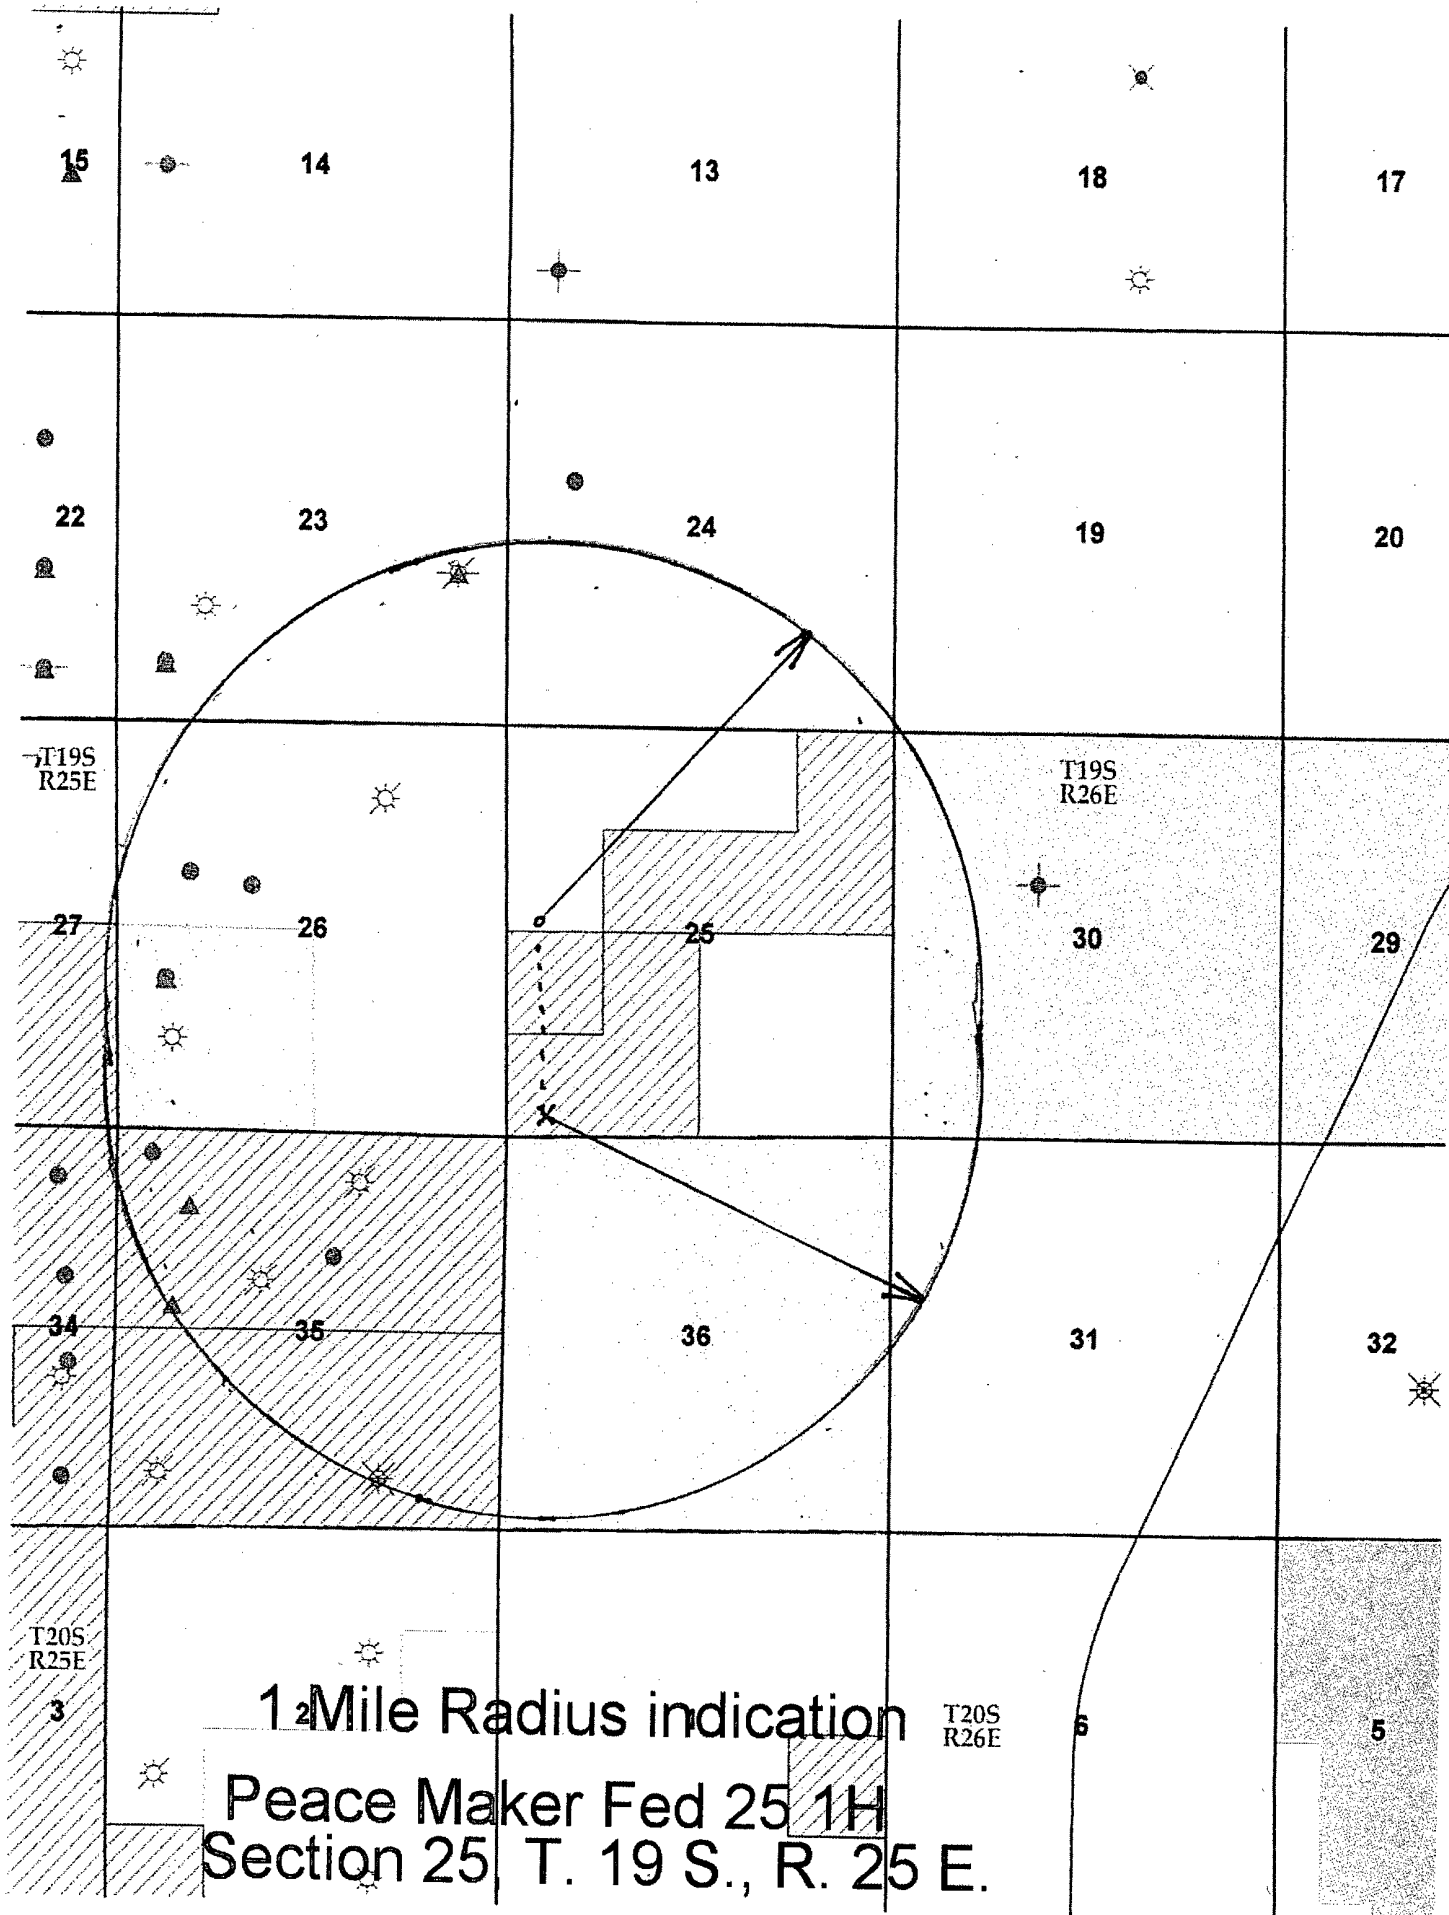 15 14 13 18 17
22 23 24 19 20
T19S
R25E
T19S
R26E
27 26 25 30 29
34 35 36 31 32
T20S
R25E
3 2 6 5
T20S
R26E
1 Mile Radius indication
Peace Maker Fed 25 1H
Section 25, T. 19 S., R. 25 E.